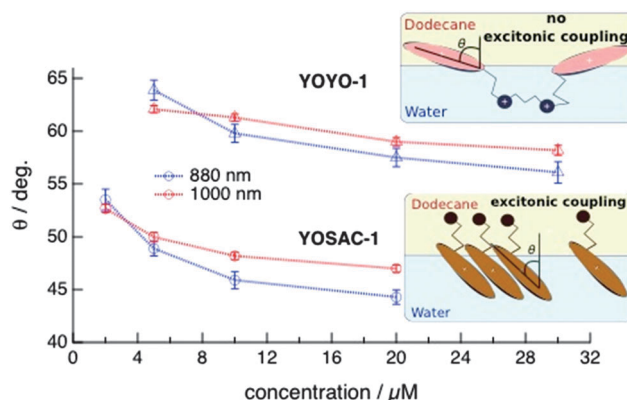 Dodecane
no
excitonic coupling
θ
Water
YOYO-1
880 nm
1000 nm
YOSAC-1
Dodecane
excitonic coupling
θ
Water
θ / deg.
65
60
55
50
45
40
0
4
8
12
16
20
24
28
32
concentration / μM